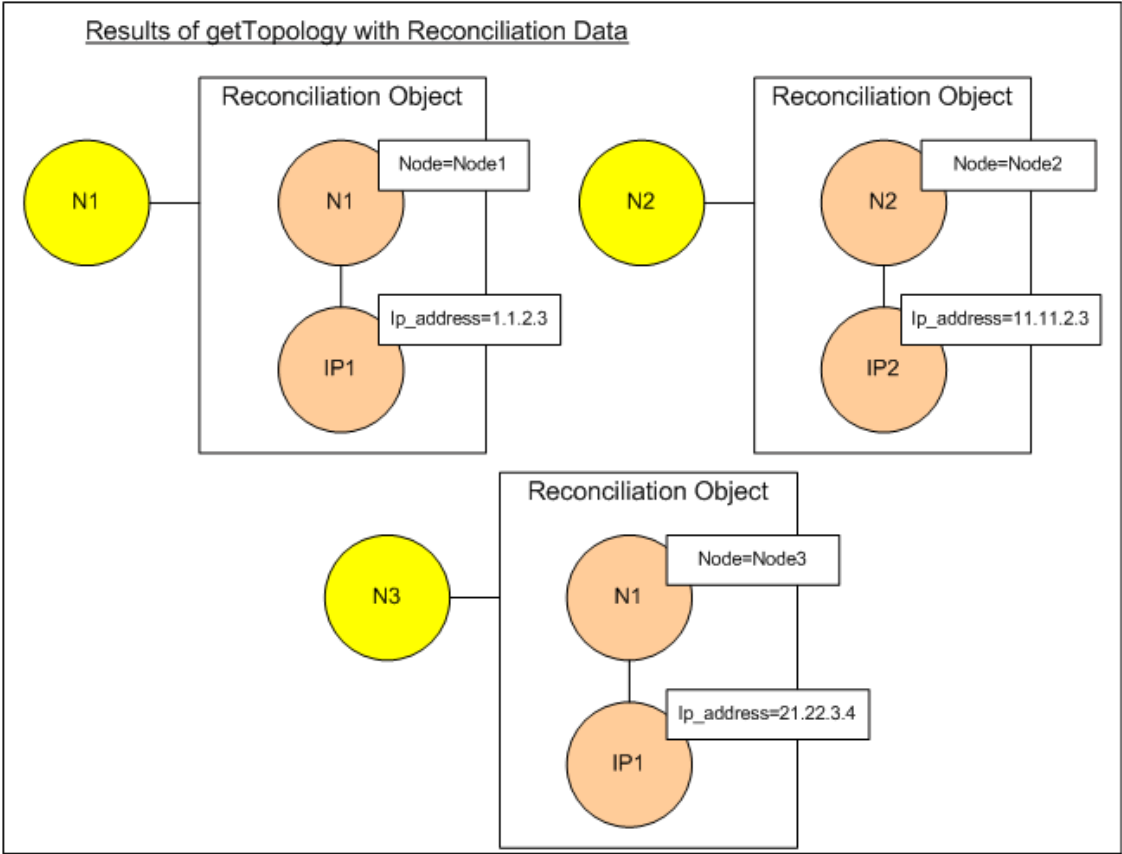 Results of getTopology with Reconciliation Data
Reconciliation Object
N1
Node=Node1
N1
Ip_address=1.1.2.3
IP1
Reconciliation Object
N2
Node=Node2
N2
Ip_address=11.11.2.3
IP2
Reconciliation Object
N3
Node=Node3
N1
Ip_address=21.22.3.4
IP1